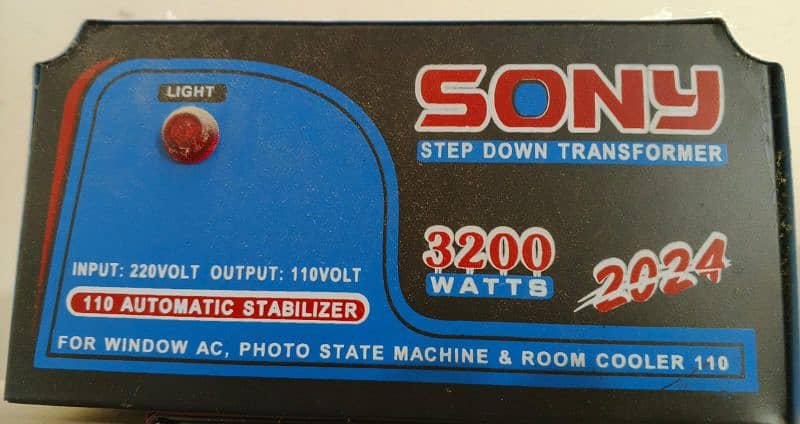 LIGHT
SONY
STEP DOWN TRANSFORMER
3200
WATTS
2024
INPUT: 220VOLT OUTPUT: 110VOLT
110 AUTOMATIC STABILIZER
FOR WINDOW AC, PHOTO STATE MACHINE & ROOM COOLER 110